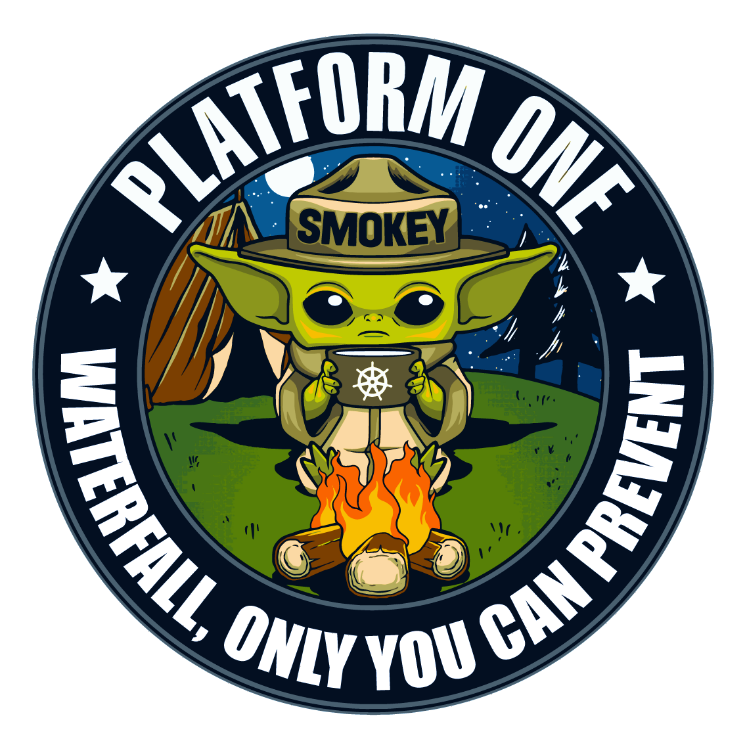 PLATFORM ONE
SMOKEY
WATERFALL, ONLY YOU CAN PREVENT